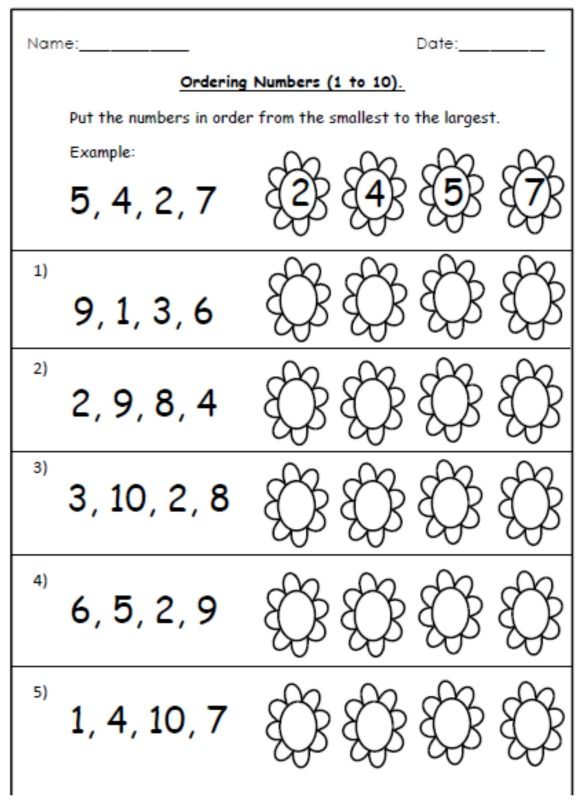 Name:____________ Date:__________
Ordering Numbers (1 to 10).
Put the numbers in order from the smallest to the largest.
Example:
5, 4, 2, 7 2 4 5 7
1)
9, 1, 3, 6
2)
2, 9, 8, 4
3)
3, 10, 2, 8
4)
6, 5, 2, 9
5)
1, 4, 10, 7